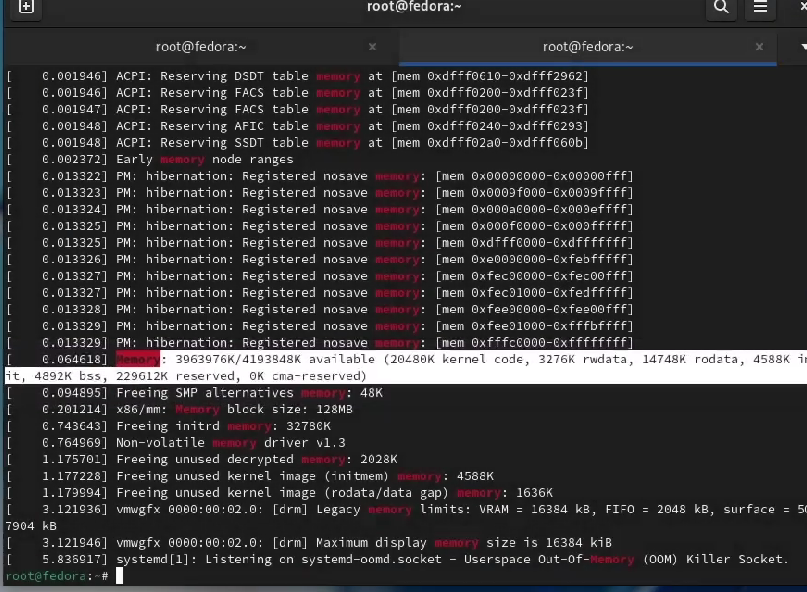 root@fedora:~
root@fedora:~ × root@fedora:~ ×
[    0.001946] ACPI: Reserving DSDT table memory at [mem 0xdfff0610-0xdfff2962]
[    0.001946] ACPI: Reserving FACS table memory at [mem 0xdfff0200-0xdfff023f]
[    0.001947] ACPI: Reserving FACS table memory at [mem 0xdfff0200-0xdfff023f]
[    0.001948] ACPI: Reserving APIC table memory at [mem 0xdfff0240-0xdfff0293]
[    0.001948] ACPI: Reserving SSDT table memory at [mem 0xdfff02a0-0xdfff060b]
[    0.002372] Early memory node ranges
[    0.013322] PM: hibernation: Registered nosave memory: [mem 0x00000000-0x00000fff]
[    0.013323] PM: hibernation: Registered nosave memory: [mem 0x0009f000-0x0009ffff]
[    0.013324] PM: hibernation: Registered nosave memory: [mem 0x000a0000-0x000effff]
[    0.013325] PM: hibernation: Registered nosave memory: [mem 0x000f0000-0x000fffff]
[    0.013325] PM: hibernation: Registered nosave memory: [mem 0xdfff0000-0xdfffffff]
[    0.013326] PM: hibernation: Registered nosave memory: [mem 0xe0000000-0xfebfffff]
[    0.013327] PM: hibernation: Registered nosave memory: [mem 0xfec00000-0xfec00fff]
[    0.013327] PM: hibernation: Registered nosave memory: [mem 0xfec01000-0xfedfffff]
[    0.013328] PM: hibernation: Registered nosave memory: [mem 0xfee00000-0xfee00fff]
[    0.013329] PM: hibernation: Registered nosave memory: [mem 0xfee01000-0xfffbffff]
[    0.013329] PM: hibernation: Registered nosave memory: [mem 0xfffc0000-0xffffffff]
[    0.064618] Memory: 3963976K/4193848K available (20480K kernel code, 3276K rwdata, 14748K rodata, 4588K in
it, 4892K bss, 229612K reserved, 0K cma-reserved)
[    0.094895] Freeing SMP alternatives memory: 48K
[    0.201214] x86/mm: Memory block size: 128MB
[    0.743643] Freeing initrd memory: 32780K
[    0.764969] Non-volatile memory driver v1.3
[    1.175701] Freeing unused decrypted memory: 2028K
[    1.177228] Freeing unused kernel image (initmem) memory: 4588K
[    1.179994] Freeing unused kernel image (rodata/data gap) memory: 1636K
[    3.121936] vmwgfx 0000:00:02.0: [drm] Legacy memory limits: VRAM = 16384 kB, FIFO = 2048 kB, surface = 50
7904 kB
[    3.121946] vmwgfx 0000:00:02.0: [drm] Maximum display memory size is 16384 kiB
[    5.836917] systemd[1]: Listening on systemd-oomd.socket - Userspace Out-Of-Memory (OOM) Killer Socket.
root@fedora:~#